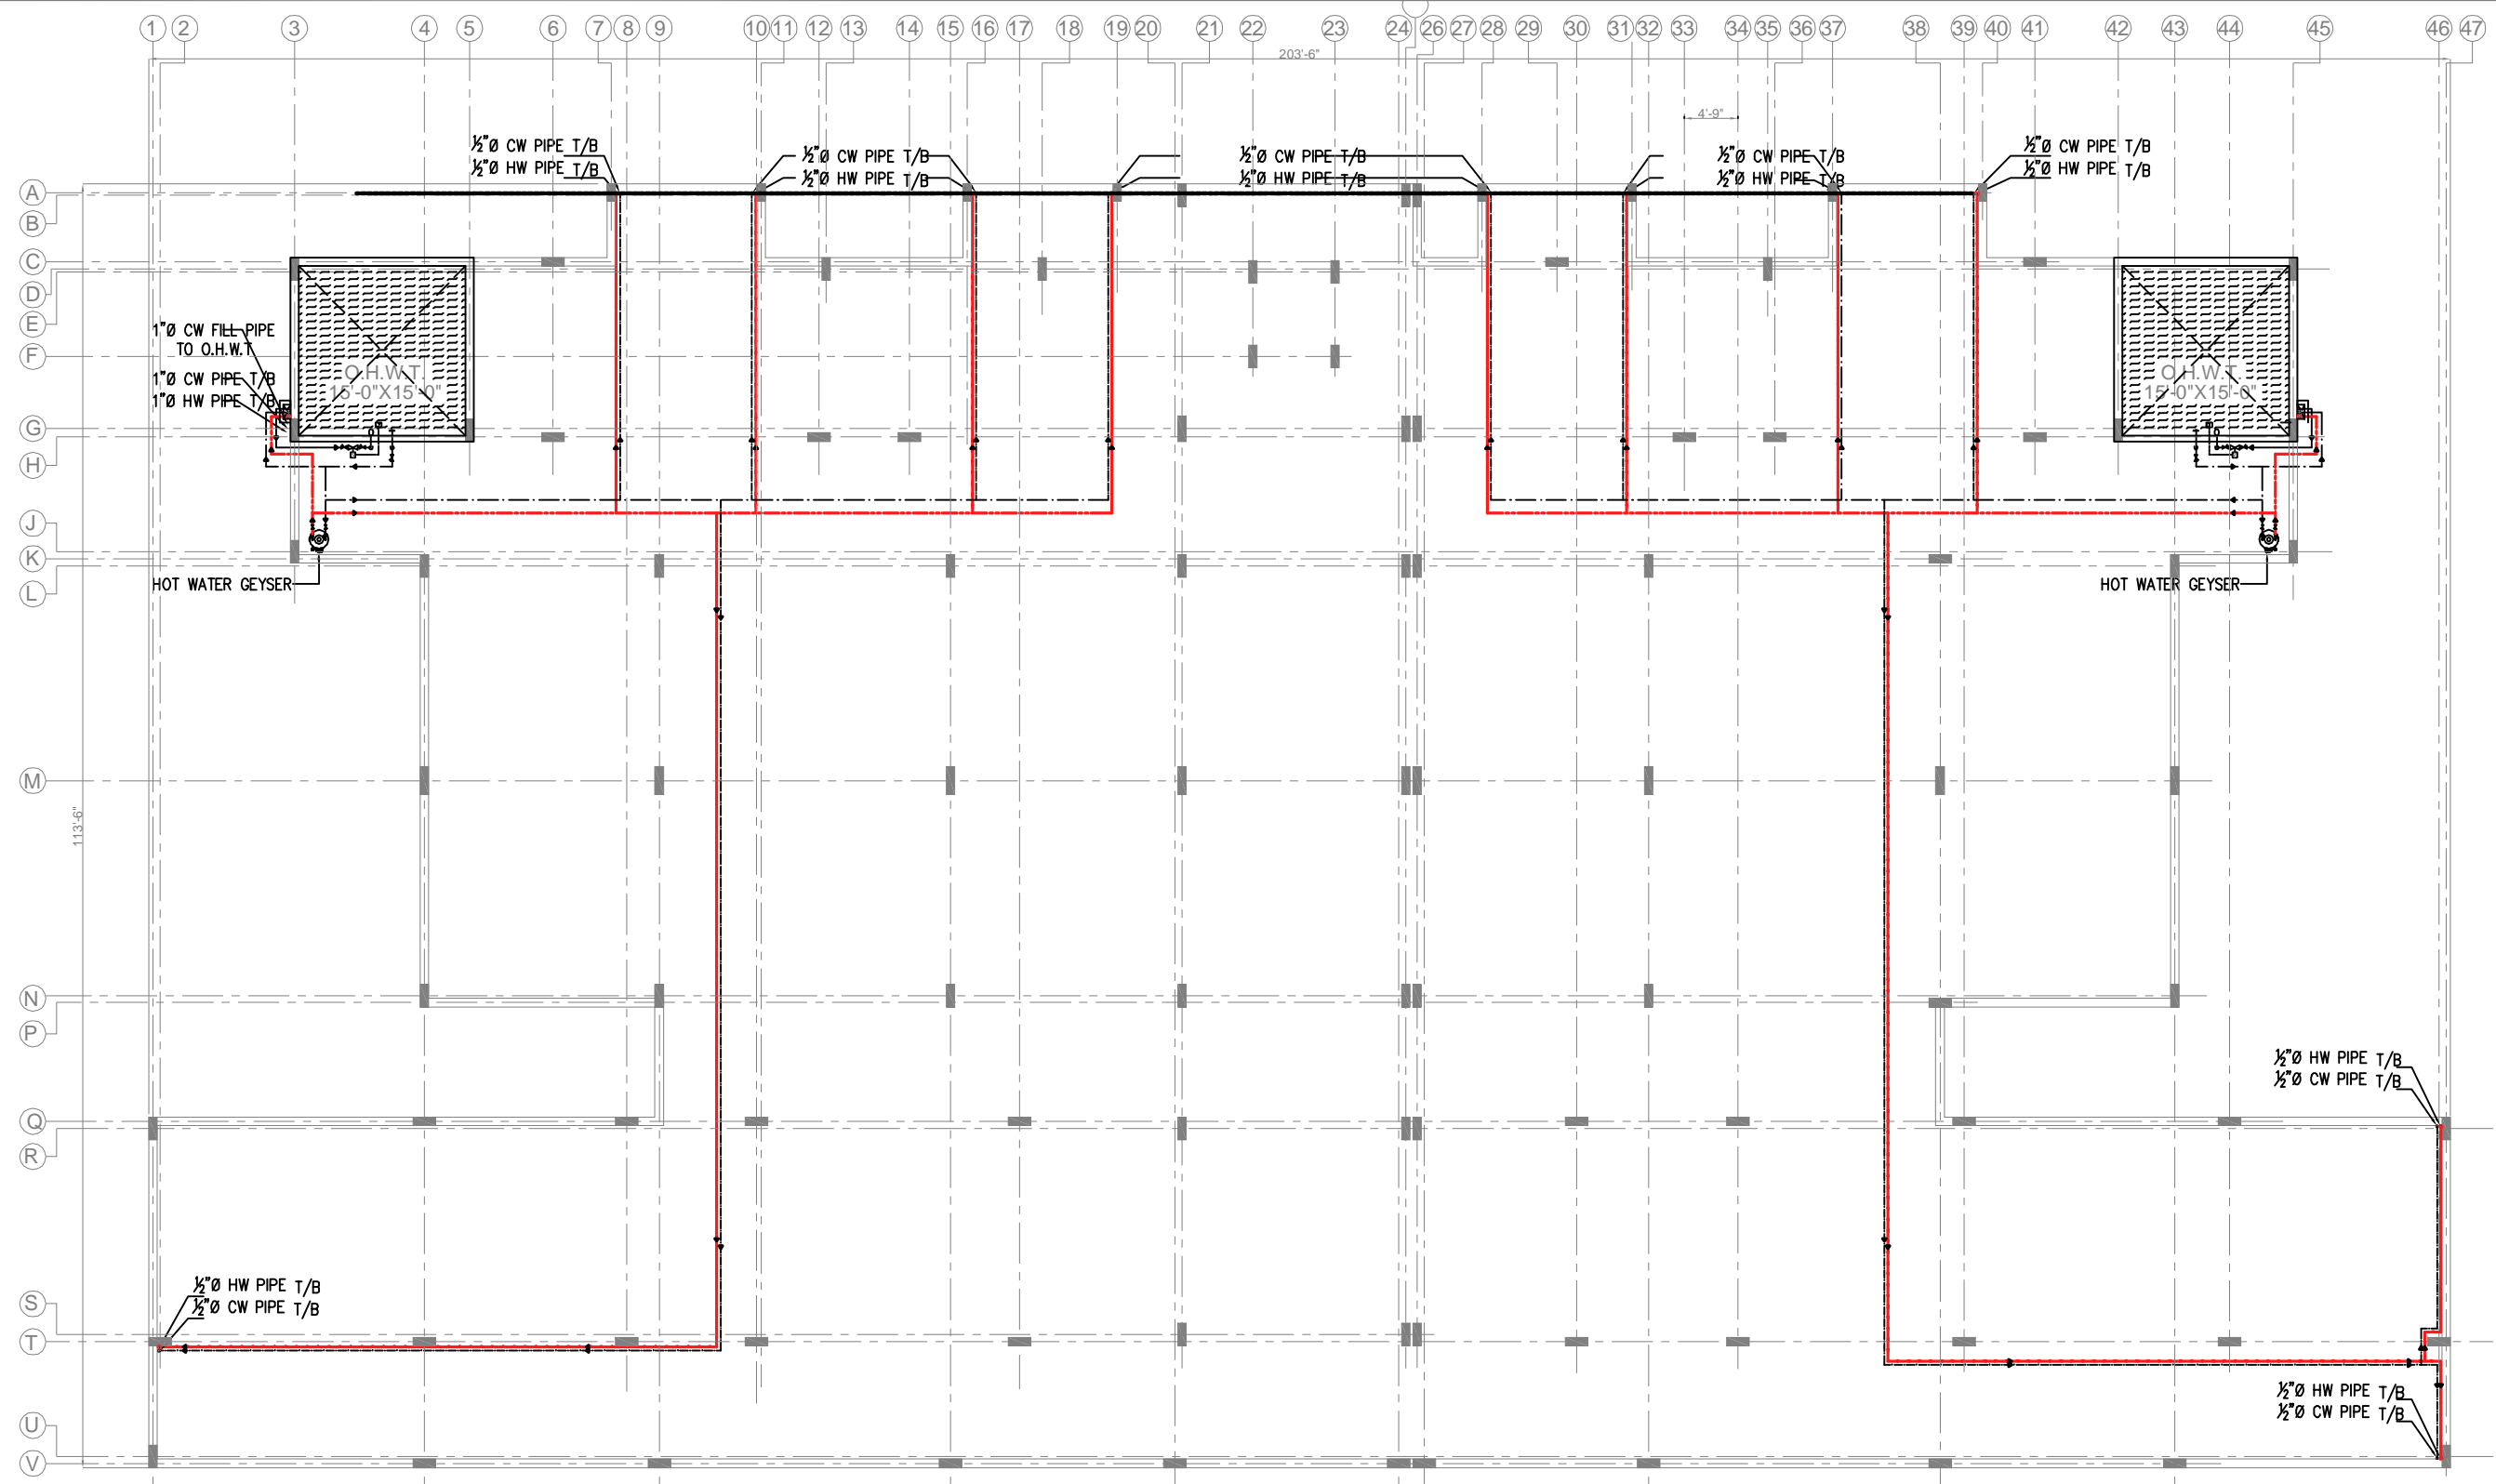 1 2 3 4 5 6 7 8 9 10 11 12 13 14 15 16 17 18 19 20 21 22 23 24 26 27 28 29 30 31 32 33 34 35 36 37 38 39 40 41 42 43 44 45 46 47
203'-6"
4'-9"
½"Ø CW PIPE T/B
½"Ø HW PIPE T/B
½"Ø CW PIPE T/B
½"Ø HW PIPE T/B
½"Ø CW PIPE T/B
½"Ø HW PIPE T/B
½"Ø CW PIPE T/B
½"Ø HW PIPE T/B
½"Ø CW PIPE T/B
½"Ø HW PIPE T/B
A
B
C
D
E
1"Ø CW FILL PIPE
TO O.H.W.T
F
1"Ø CW PIPE T/B
1"Ø HW PIPE T/B
O.H.W.T.
15'-0"X15'-0"
O.H.W.T.
15'-0"X15'-0"
G
H
J
K
L
HOT WATER GEYSER
HOT WATER GEYSER
M
113'-6"
N
P
½"Ø HW PIPE T/B
½"Ø CW PIPE T/B
Q
R
½"Ø HW PIPE T/B
½"Ø CW PIPE T/B
S
T
½"Ø HW PIPE T/B
½"Ø CW PIPE T/B
U
V